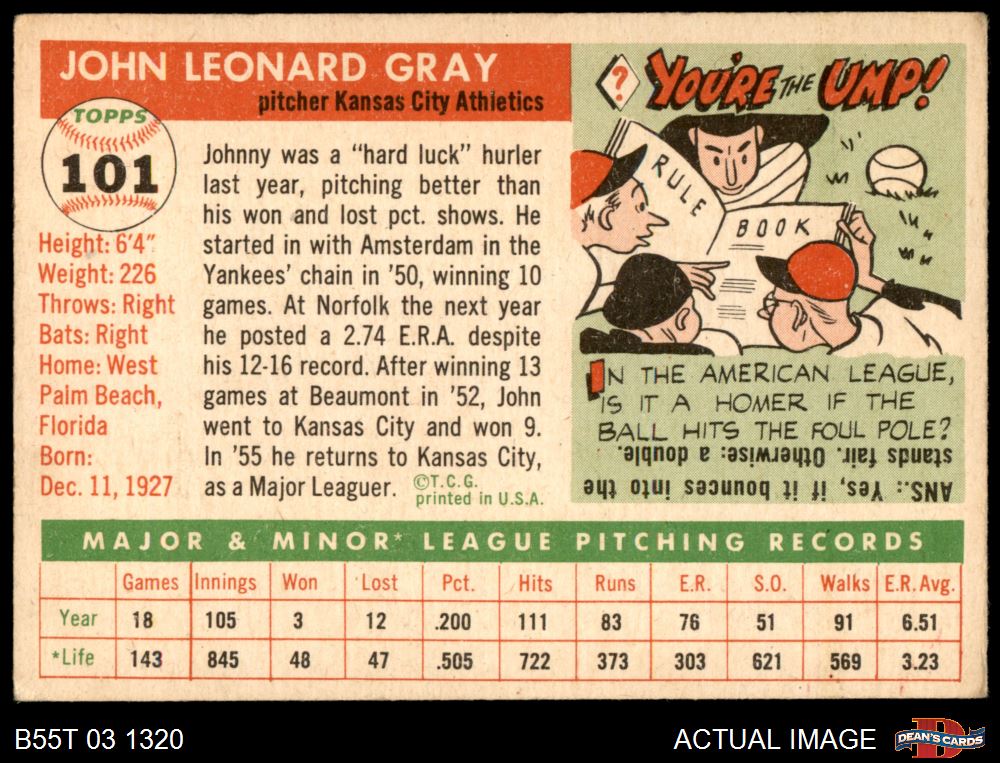 JOHN LEONARD GRAY
pitcher Kansas City Athletics
TOPPS
101
Height: 6'4"
Weight: 226
Throws: Right
Bats: Right
Home: West
Palm Beach,
Florida
Born:
Dec. 11, 1927
Johnny was a "hard luck" hurler
last year, pitching better than
his won and lost pct. shows. He
started in with Amsterdam in the
Yankees' chain in '50, winning 10
games. At Norfolk the next year
he posted a 2.74 E.R.A. despite
his 12-16 record. After winning 13
games at Beaumont in '52, John
went to Kansas City and won 9.
In '55 he returns to Kansas City,
as a Major Leaguer.
©T.C.G.
printed in U.S.A.
? YOU'RE THE UMP!
RULE
BOOK
IN THE AMERICAN LEAGUE,
IS IT A HOMER IF THE
BALL HITS THE FOUL POLE?
ANS.: Yes, if it bounces into the
stands fair. Otherwise: a double.
MAJOR & MINOR* LEAGUE PITCHING RECORDS
Games Innings Won Lost Pct. Hits Runs E.R. S.O. Walks E.R. Avg.
Year 18 105 3 12 .200 111 83 76 51 91 6.51
*Life 143 845 48 47 .505 722 373 303 621 569 3.23
B55T 03 1320
ACTUAL IMAGE
D
DEAN'S CARDS